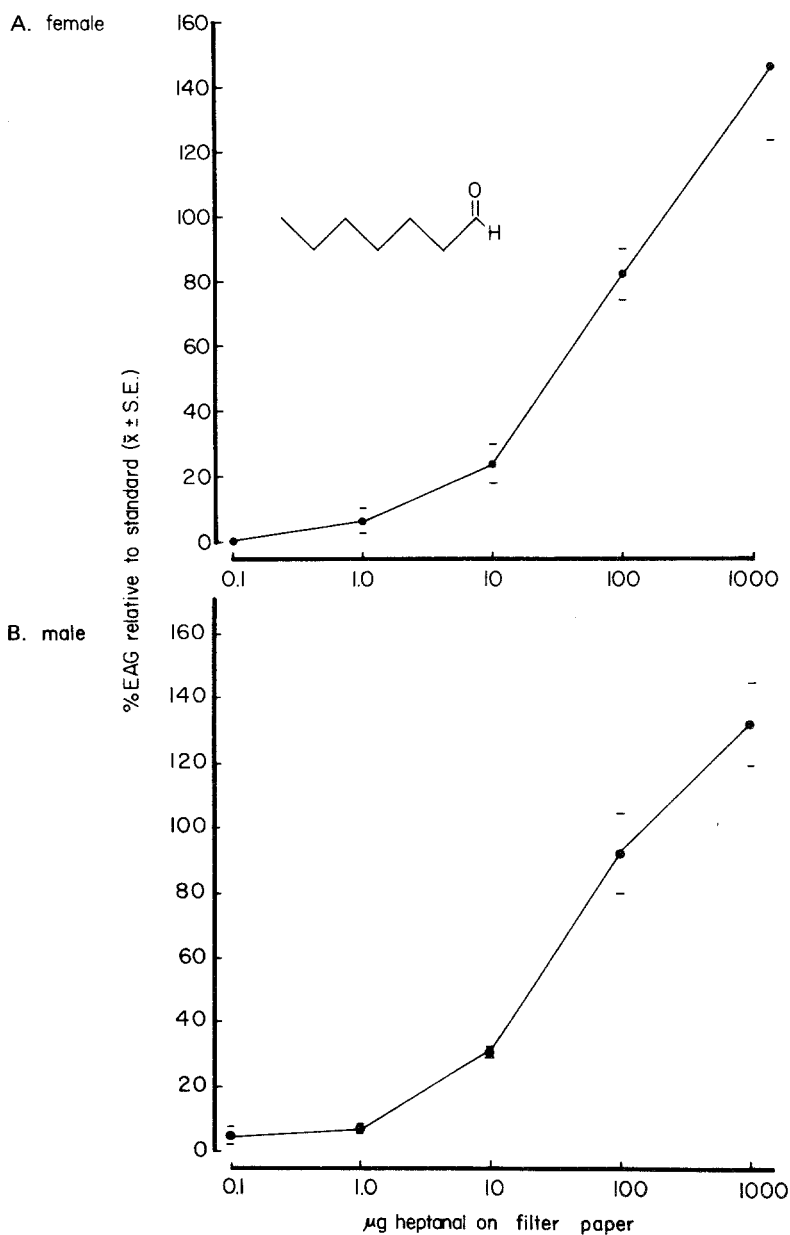 A. female
160
140
120
100
80
60
40
20
0
O
H
0.1 1.0 10 100 1000
%EAG relative to standard (x̄ ± S.E.)
B. male
160
140
120
100
80
60
40
20
0
0.1 1.0 10 100 1000
µg heptanal on filter paper